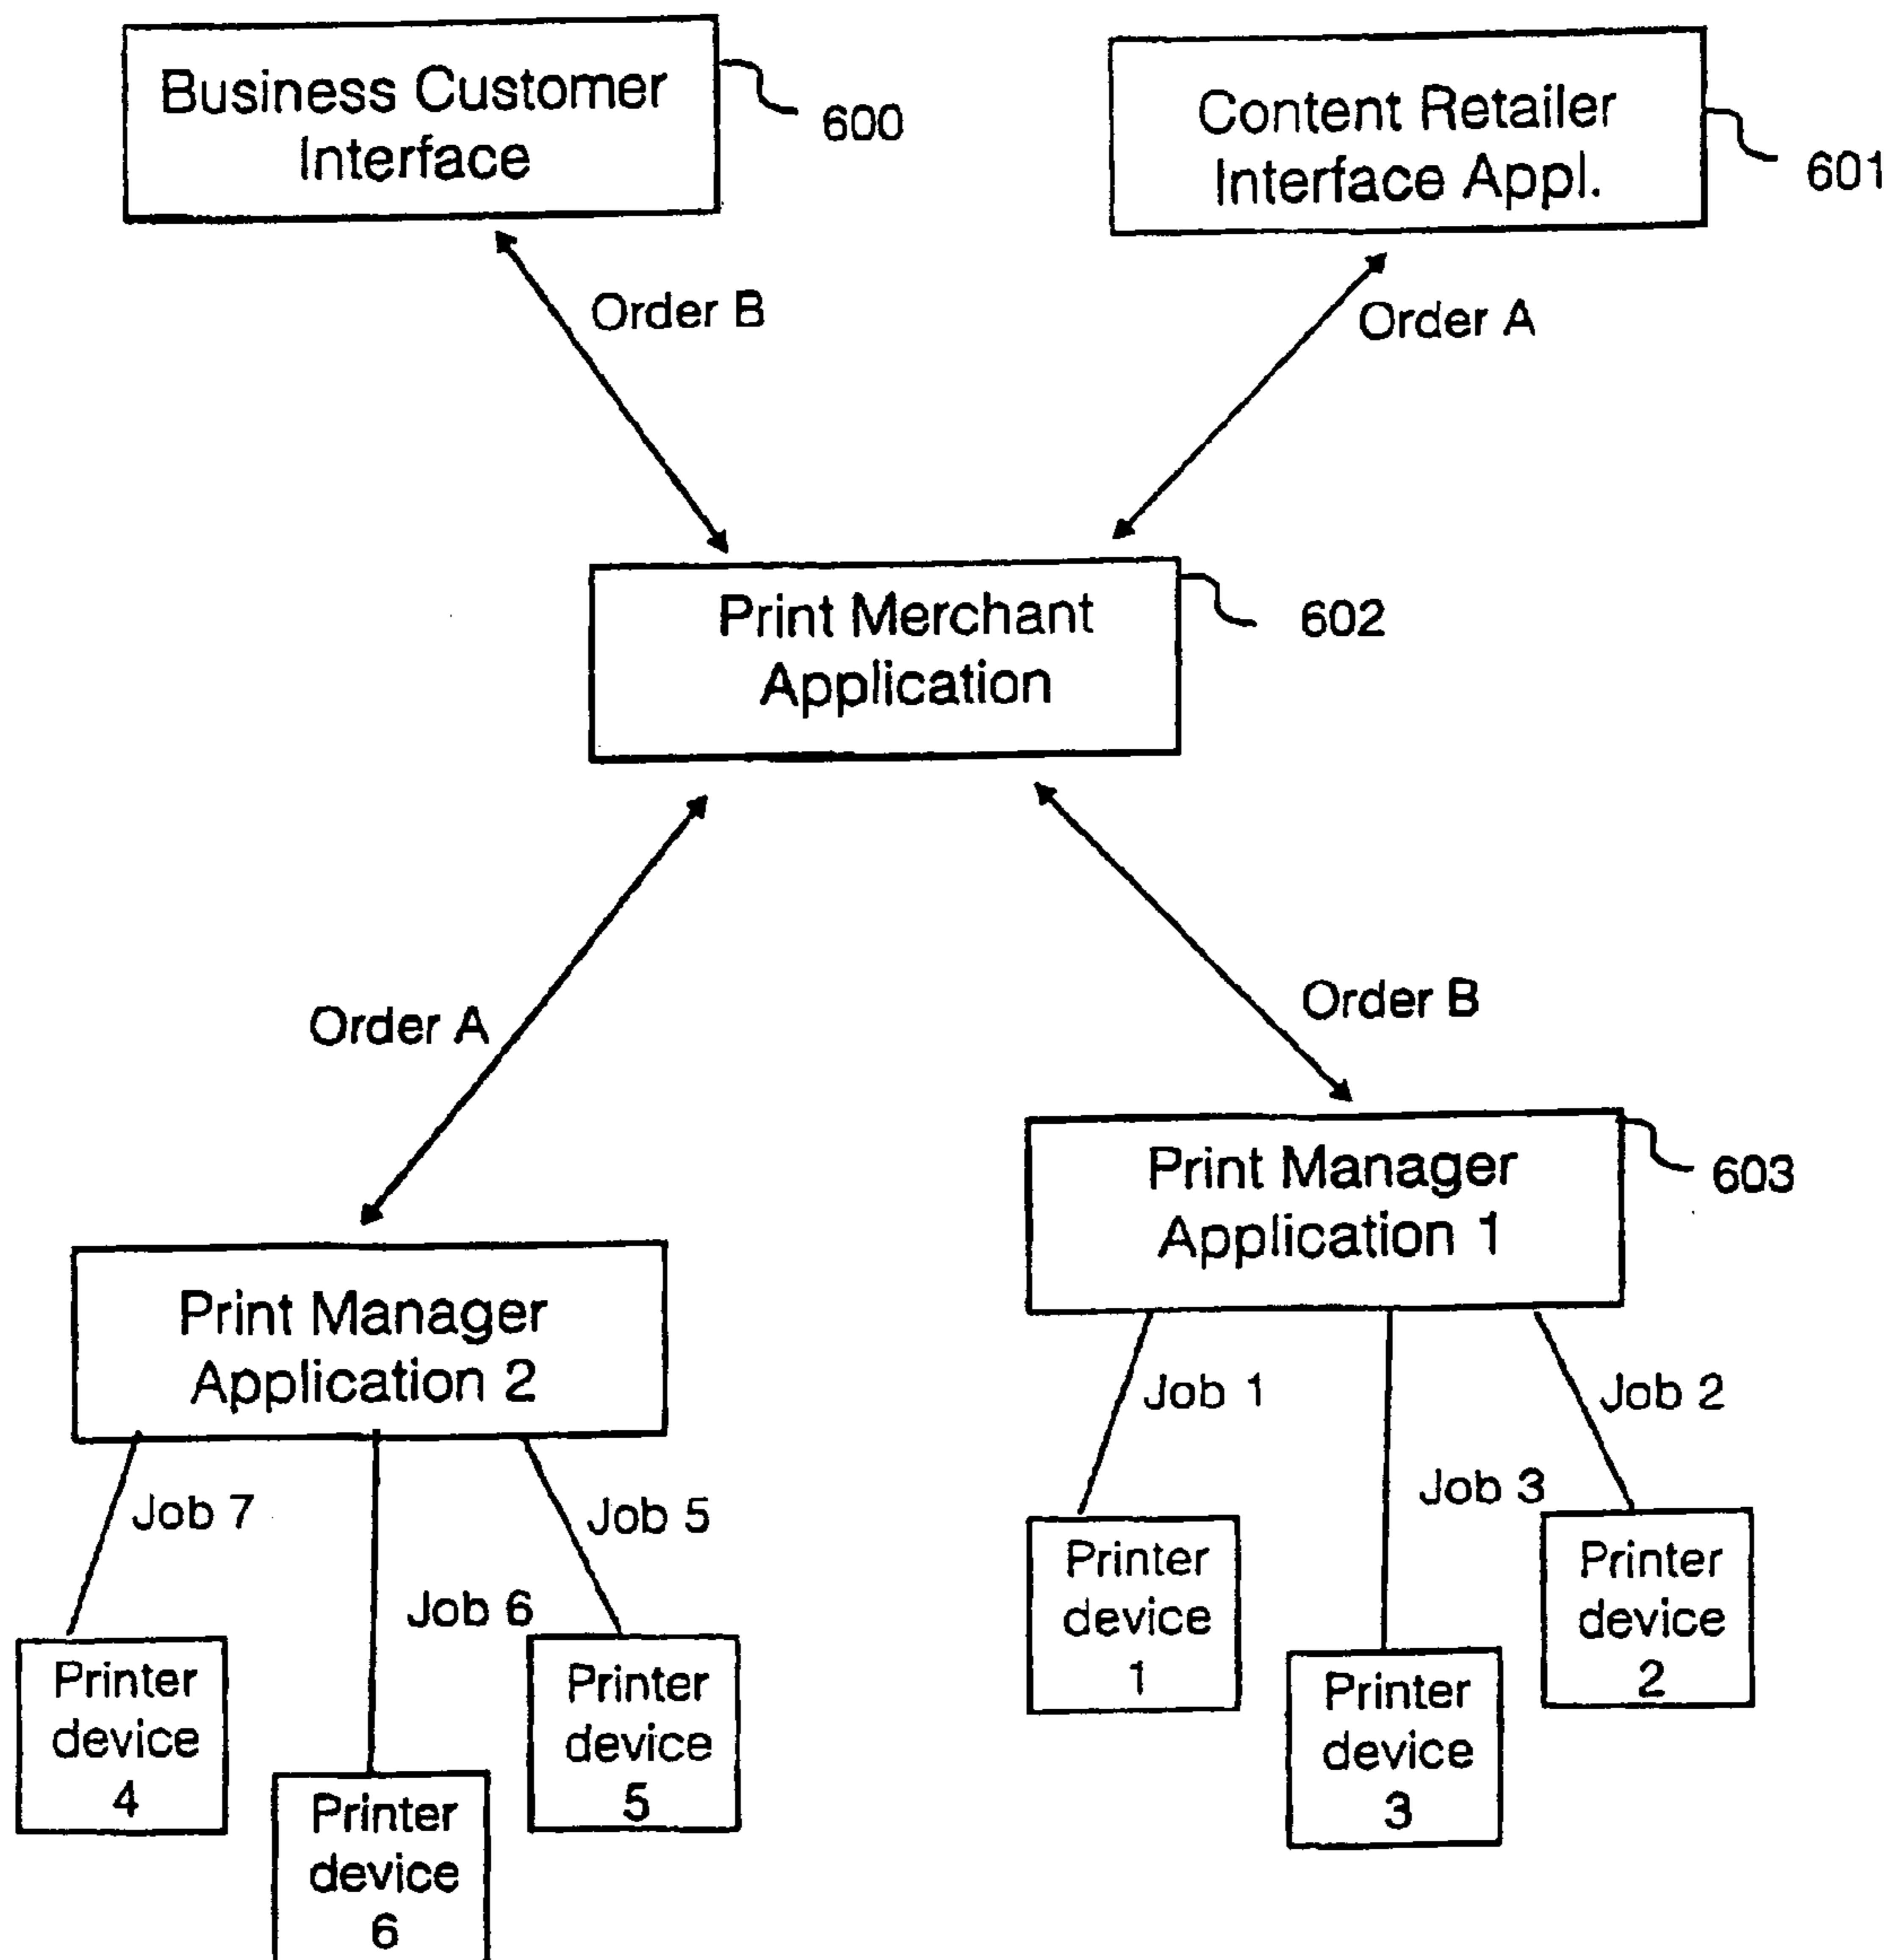 Business Customer
Interface
600
Content Retailer
Interface Appl.
601
Order B
Order A
Print Merchant
Application
602
Order A
Order B
Print Manager
Application 1
603
Print Manager
Application 2
Job 1
Job 2
Job 3
Job 7
Job 5
Job 6
Printer
device
1
Printer
device
2
Printer
device
3
Printer
device
4
Printer
device
5
Printer
device
6